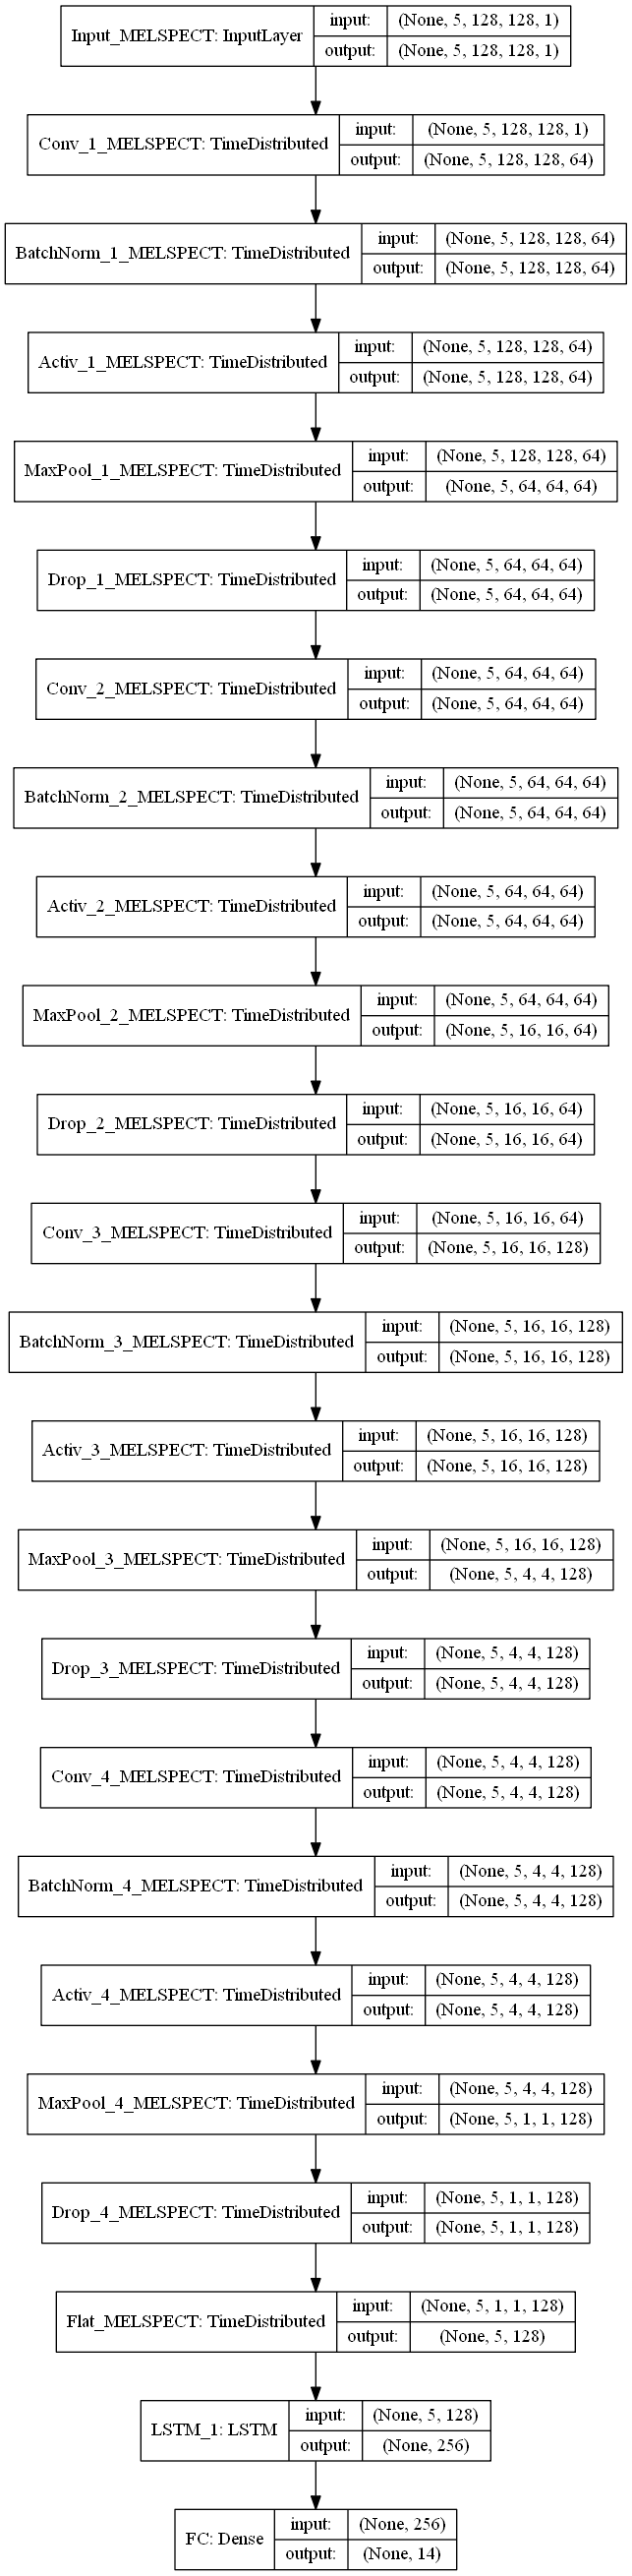 Input_MELSPECT: InputLayer
input: (None, 5, 128, 128, 1)
output: (None, 5, 128, 128, 1)
Conv_1_MELSPECT: TimeDistributed
input: (None, 5, 128, 128, 1)
output: (None, 5, 128, 128, 64)
BatchNorm_1_MELSPECT: TimeDistributed
input: (None, 5, 128, 128, 64)
output: (None, 5, 128, 128, 64)
Activ_1_MELSPECT: TimeDistributed
input: (None, 5, 128, 128, 64)
output: (None, 5, 128, 128, 64)
MaxPool_1_MELSPECT: TimeDistributed
input: (None, 5, 128, 128, 64)
output: (None, 5, 64, 64, 64)
Drop_1_MELSPECT: TimeDistributed
input: (None, 5, 64, 64, 64)
output: (None, 5, 64, 64, 64)
Conv_2_MELSPECT: TimeDistributed
input: (None, 5, 64, 64, 64)
output: (None, 5, 64, 64, 64)
BatchNorm_2_MELSPECT: TimeDistributed
input: (None, 5, 64, 64, 64)
output: (None, 5, 64, 64, 64)
Activ_2_MELSPECT: TimeDistributed
input: (None, 5, 64, 64, 64)
output: (None, 5, 64, 64, 64)
MaxPool_2_MELSPECT: TimeDistributed
input: (None, 5, 64, 64, 64)
output: (None, 5, 16, 16, 64)
Drop_2_MELSPECT: TimeDistributed
input: (None, 5, 16, 16, 64)
output: (None, 5, 16, 16, 64)
Conv_3_MELSPECT: TimeDistributed
input: (None, 5, 16, 16, 64)
output: (None, 5, 16, 16, 128)
BatchNorm_3_MELSPECT: TimeDistributed
input: (None, 5, 16, 16, 128)
output: (None, 5, 16, 16, 128)
Activ_3_MELSPECT: TimeDistributed
input: (None, 5, 16, 16, 128)
output: (None, 5, 16, 16, 128)
MaxPool_3_MELSPECT: TimeDistributed
input: (None, 5, 16, 16, 128)
output: (None, 5, 4, 4, 128)
Drop_3_MELSPECT: TimeDistributed
input: (None, 5, 4, 4, 128)
output: (None, 5, 4, 4, 128)
Conv_4_MELSPECT: TimeDistributed
input: (None, 5, 4, 4, 128)
output: (None, 5, 4, 4, 128)
BatchNorm_4_MELSPECT: TimeDistributed
input: (None, 5, 4, 4, 128)
output: (None, 5, 4, 4, 128)
Activ_4_MELSPECT: TimeDistributed
input: (None, 5, 4, 4, 128)
output: (None, 5, 4, 4, 128)
MaxPool_4_MELSPECT: TimeDistributed
input: (None, 5, 4, 4, 128)
output: (None, 5, 1, 1, 128)
Drop_4_MELSPECT: TimeDistributed
input: (None, 5, 1, 1, 128)
output: (None, 5, 1, 1, 128)
Flat_MELSPECT: TimeDistributed
input: (None, 5, 1, 1, 128)
output: (None, 5, 128)
LSTM_1: LSTM
input: (None, 5, 128)
output: (None, 256)
FC: Dense
input: (None, 256)
output: (None, 14)